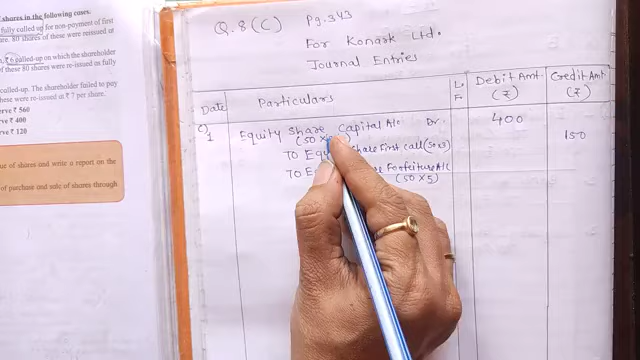 shares in the following cases.
fully called up for non-payment of first
are. 80 shares of these were reissued at
₹ 6 called-up on which the shareholder
of these 80 shares were re-issued as fully
called-up. The shareholder failed to pay
these were re-issued at ₹ 7 per share.
rve ₹ 560
rve ₹ 400
rve ₹ 120
ue of shares and write a report on the
of purchase and sale of shares through
Q.8(C) Pg.343
For Konark Ltd.
Journal Entries
Date Particulars L.F. Debit Amt (₹) Credit Amt (₹)
C) 1 Equity Share Capital A/c Dr. 400
(50 ×
To Share First Call (50×3) 150
To Forfeiture A/c
(50 × 5)